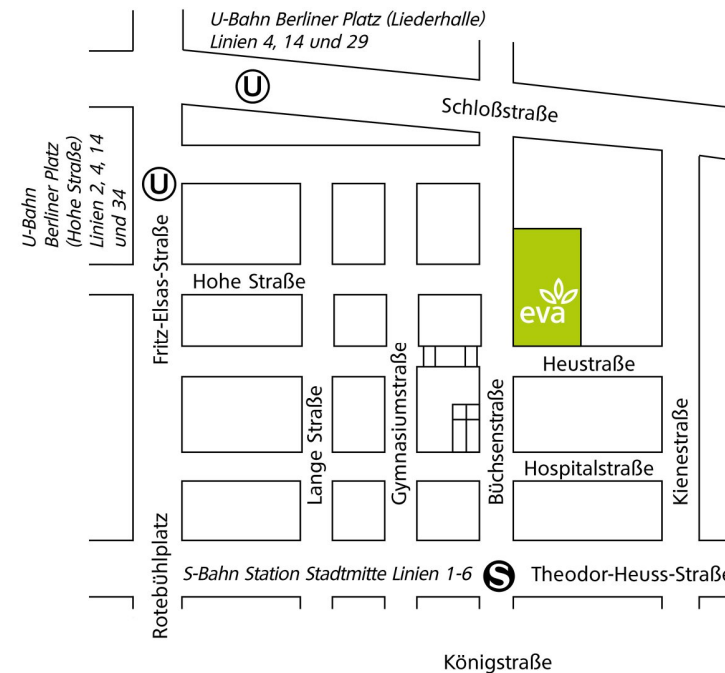 U-Bahn Berliner Platz (Liederhalle)
Linien 4, 14 und 29
U
Schloßstraße
U-Bahn
Berliner Platz
(Hohe Straße)
Linien 2, 4, 14
und 34
U
Fritz-Elsas-Straße
Hohe Straße
eva
Heustraße
Lange Straße
Gymnasiumstraße
Büchsenstraße
Kienestraße
Hospitalstraße
Rotebühlplatz
S-Bahn Station Stadtmitte Linien 1-6
S
Theodor-Heuss-Straße
Königstraße